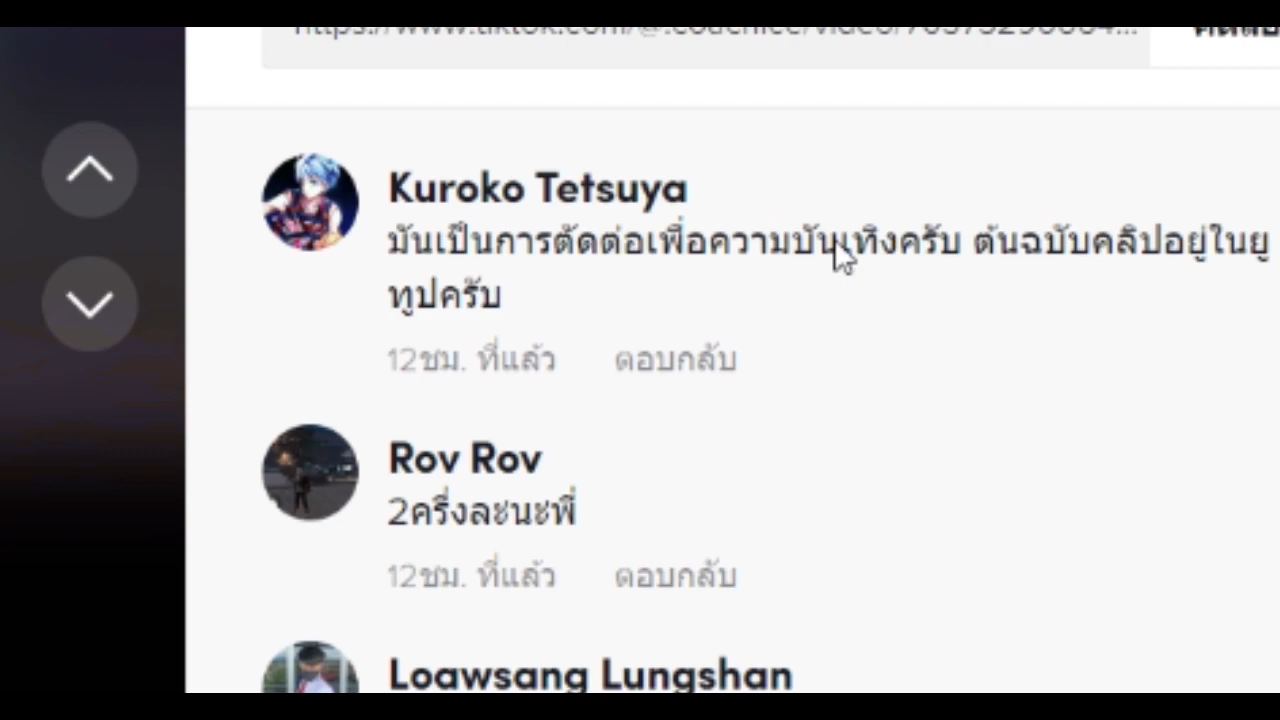 Kuroko Tetsuya
มันเป็นการตัดต่อเพื่อความบันเทิงครับ ต้นฉบับคลิปอยู่ในยู
ทูปครับ
12ชม. ที่แล้ว ตอบกลับ
Rov Rov
2ครึ่งละนะพี่
12ชม. ที่แล้ว ตอบกลับ
Loawsang Lungshan